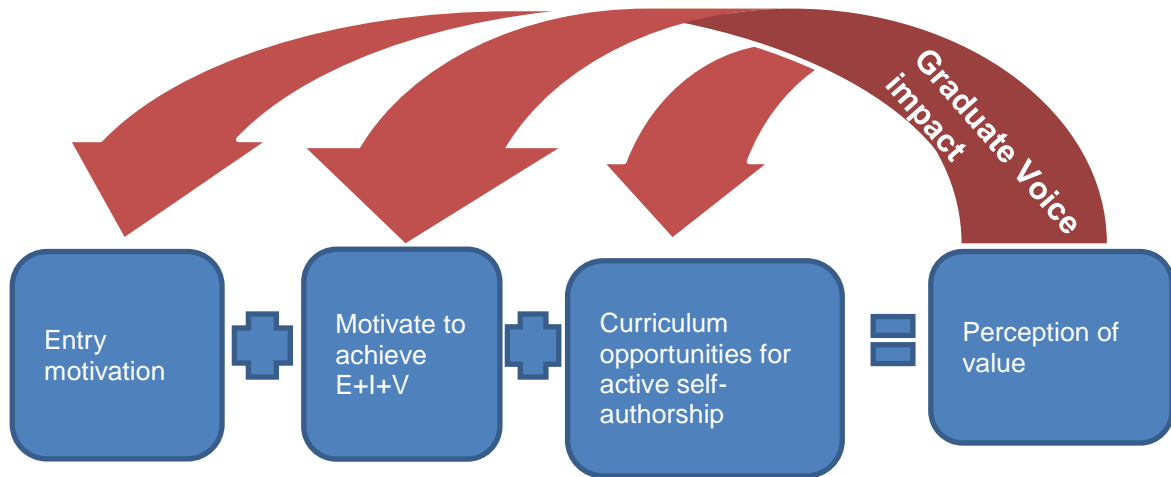 Graduate Voice
impact
Entry
motivation
Motivate to
achieve
E+I+V
Curriculum
opportunities for
active self-
authorship
Perception of
value